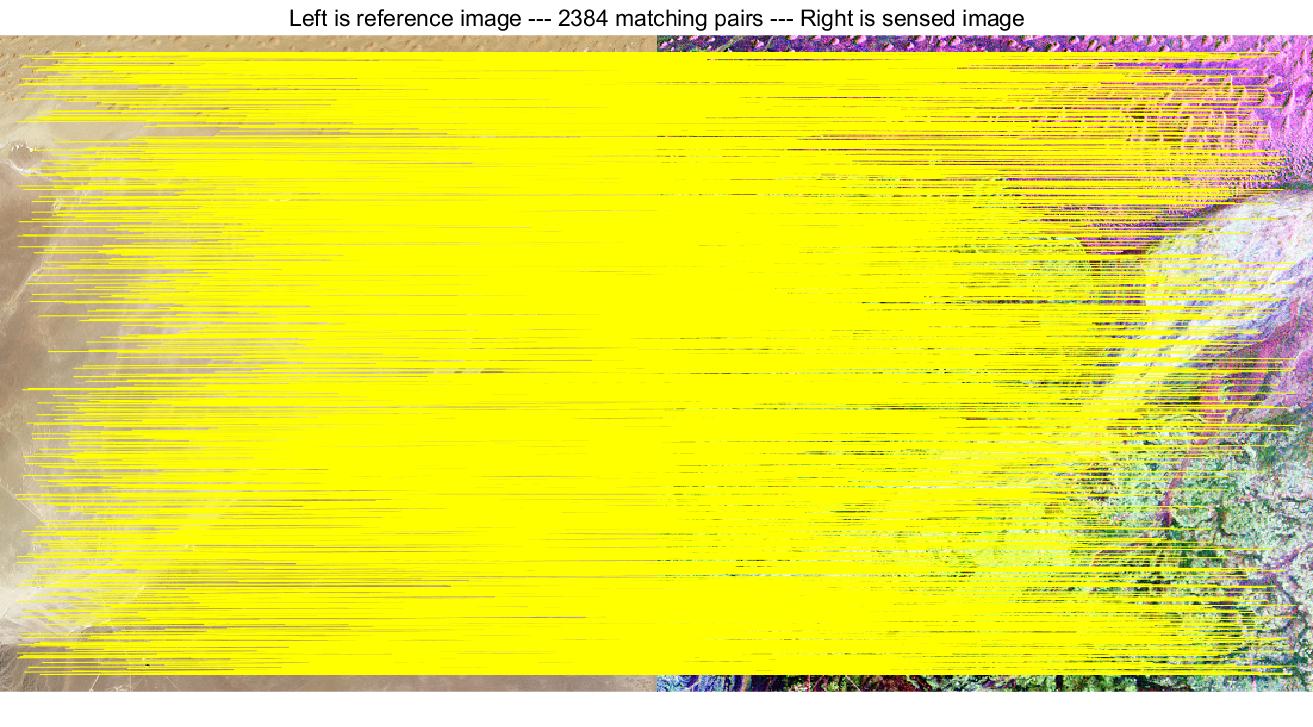 Left is reference image --- 2384 matching pairs --- Right is sensed image